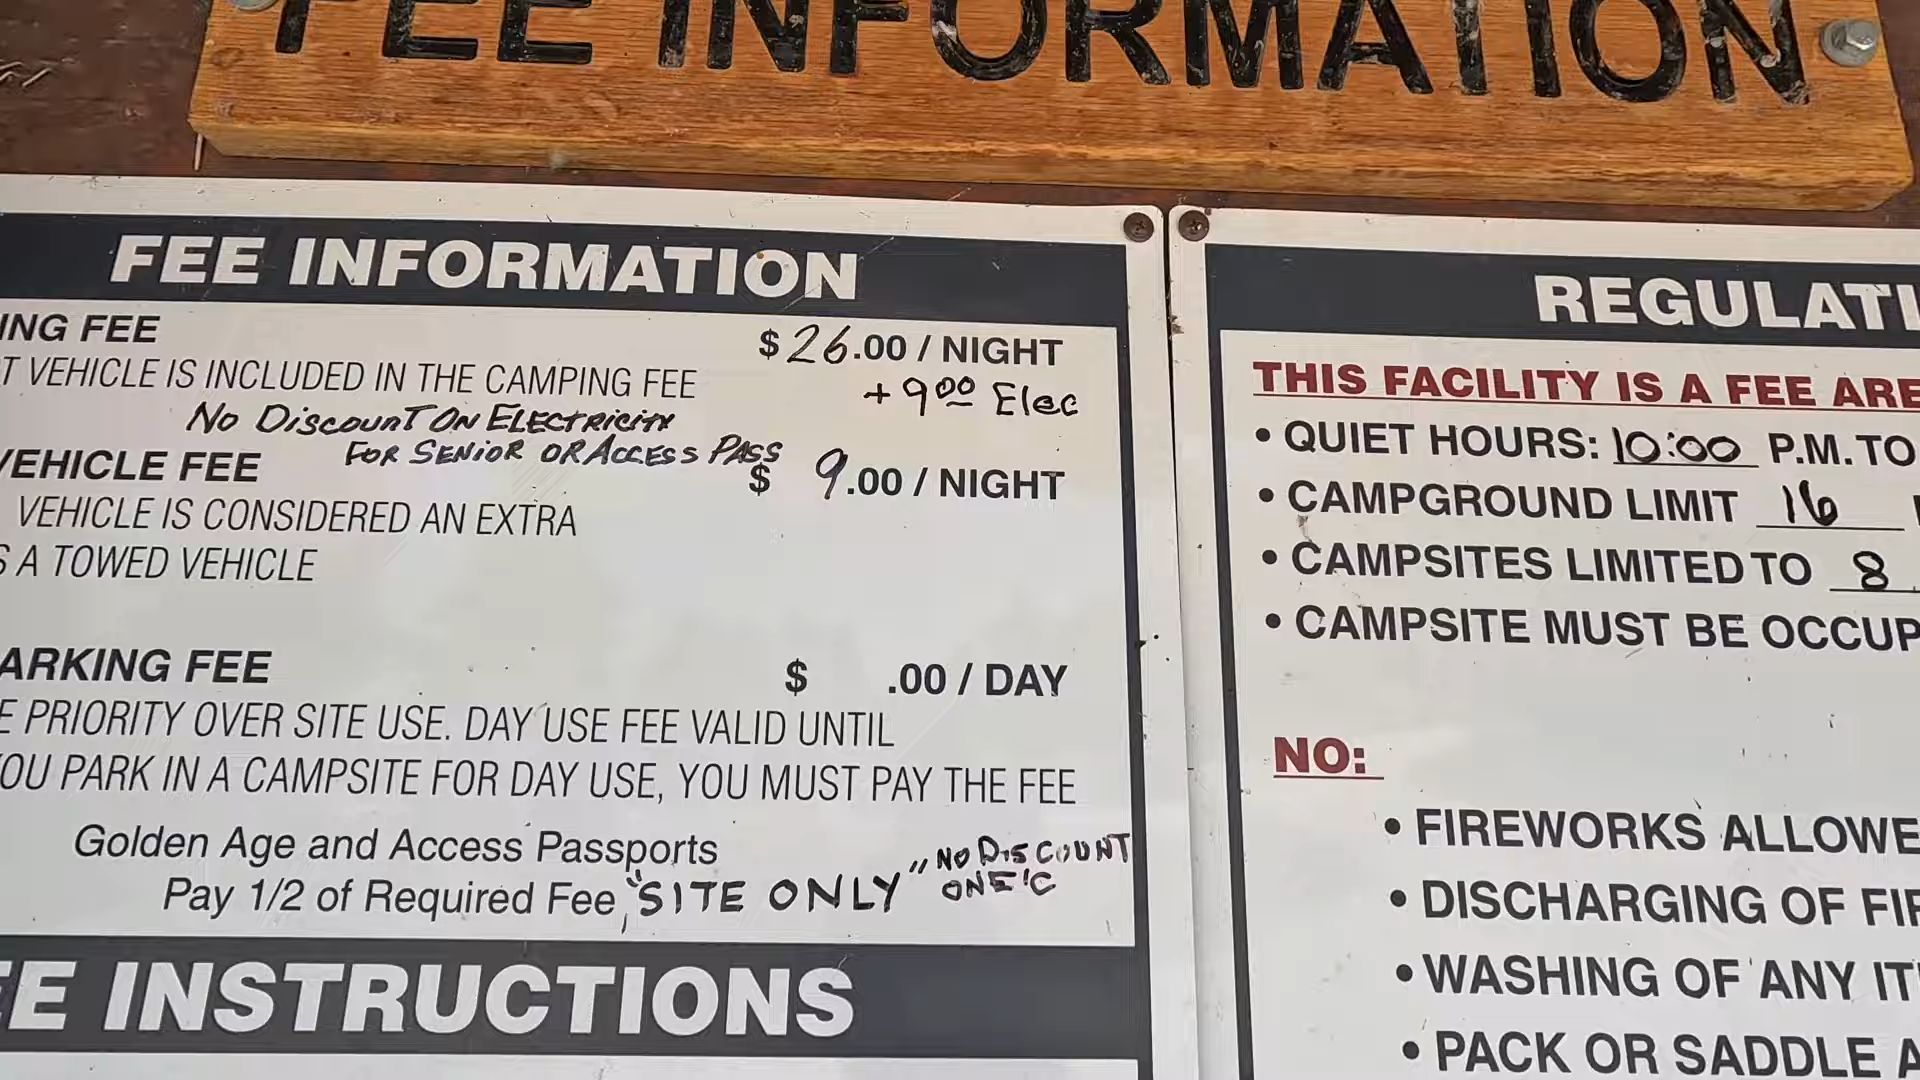 FEE INFORMATION
FEE INFORMATION
ING FEE
$26.00 / NIGHT
T VEHICLE IS INCLUDED IN THE CAMPING FEE
+9.00 Elec
NO DISCOUNT ON ELECTRICITY
FOR SENIOR OR ACCESS PASS
VEHICLE FEE
$ 9.00 / NIGHT
VEHICLE IS CONSIDERED AN EXTRA
S A TOWED VEHICLE
ARKING FEE
$ .00 / DAY
E PRIORITY OVER SITE USE. DAY USE FEE VALID UNTIL
OU PARK IN A CAMPSITE FOR DAY USE, YOU MUST PAY THE FEE
Golden Age and Access Passports
Pay 1/2 of Required Fee "SITE ONLY"
NO DISCOUNT
ON E'C
EE INSTRUCTIONS
REGULATI
THIS FACILITY IS A FEE ARE
• QUIET HOURS: 10:00 P.M. TO
• CAMPGROUND LIMIT 16
• CAMPSITES LIMITED TO 8
• CAMPSITE MUST BE OCCUP
NO:
• FIREWORKS ALLOWE
• DISCHARGING OF FIR
• WASHING OF ANY IT
• PACK OR SADDLE A